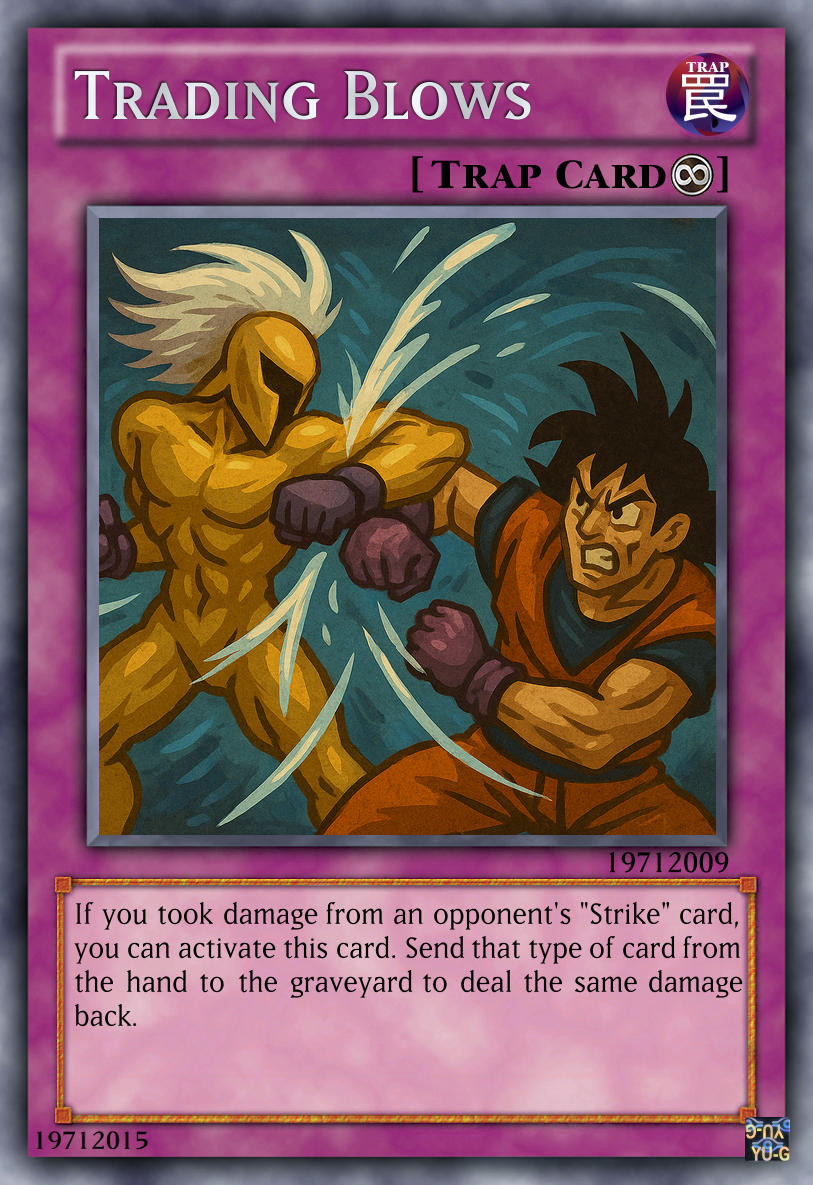 Trading Blows
TRAP
罠
[Trap Card]
19712009
If you took damage from an opponent's "Strike" card,
you can activate this card. Send that type of card from
the hand to the graveyard to deal the same damage
back.
19712015
YU-G
YU-G